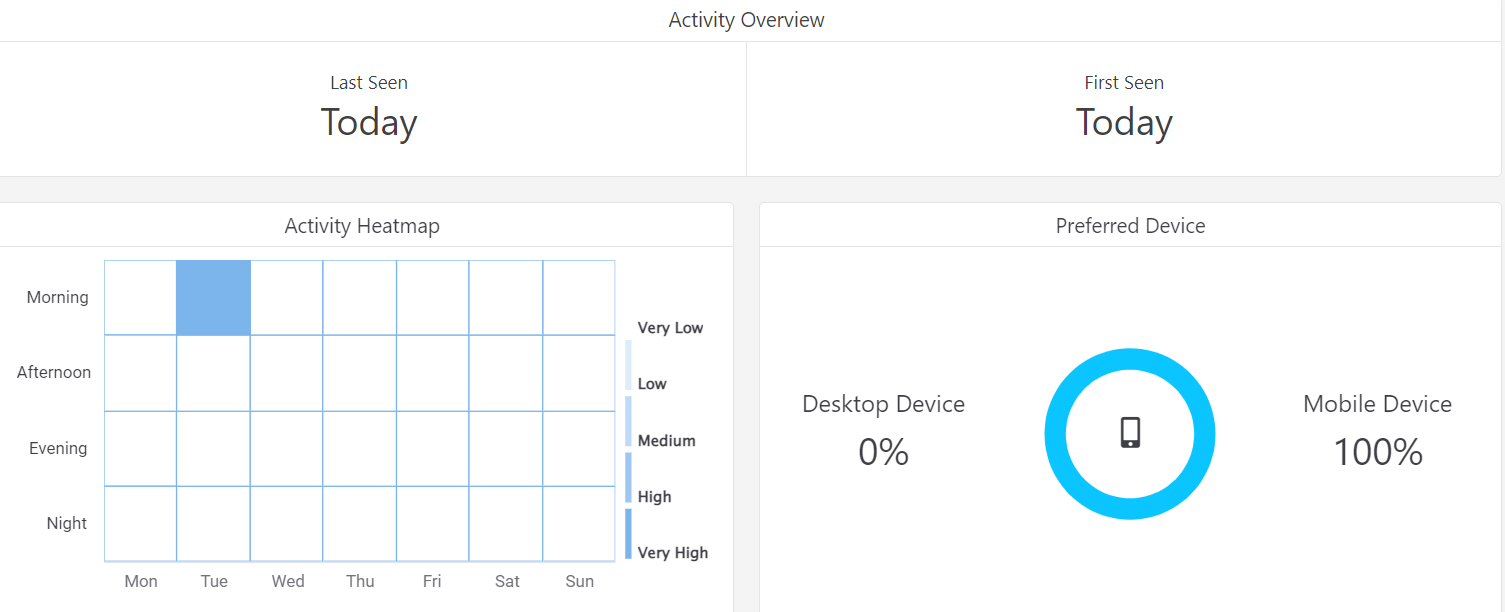 Activity Overview
Last Seen
Today
First Seen
Today
Activity Heatmap
Morning
Afternoon
Evening
Night
Mon Tue Wed Thu Fri Sat Sun
Very Low
Low
Medium
High
Very High
Preferred Device
Desktop Device
0%
Mobile Device
100%